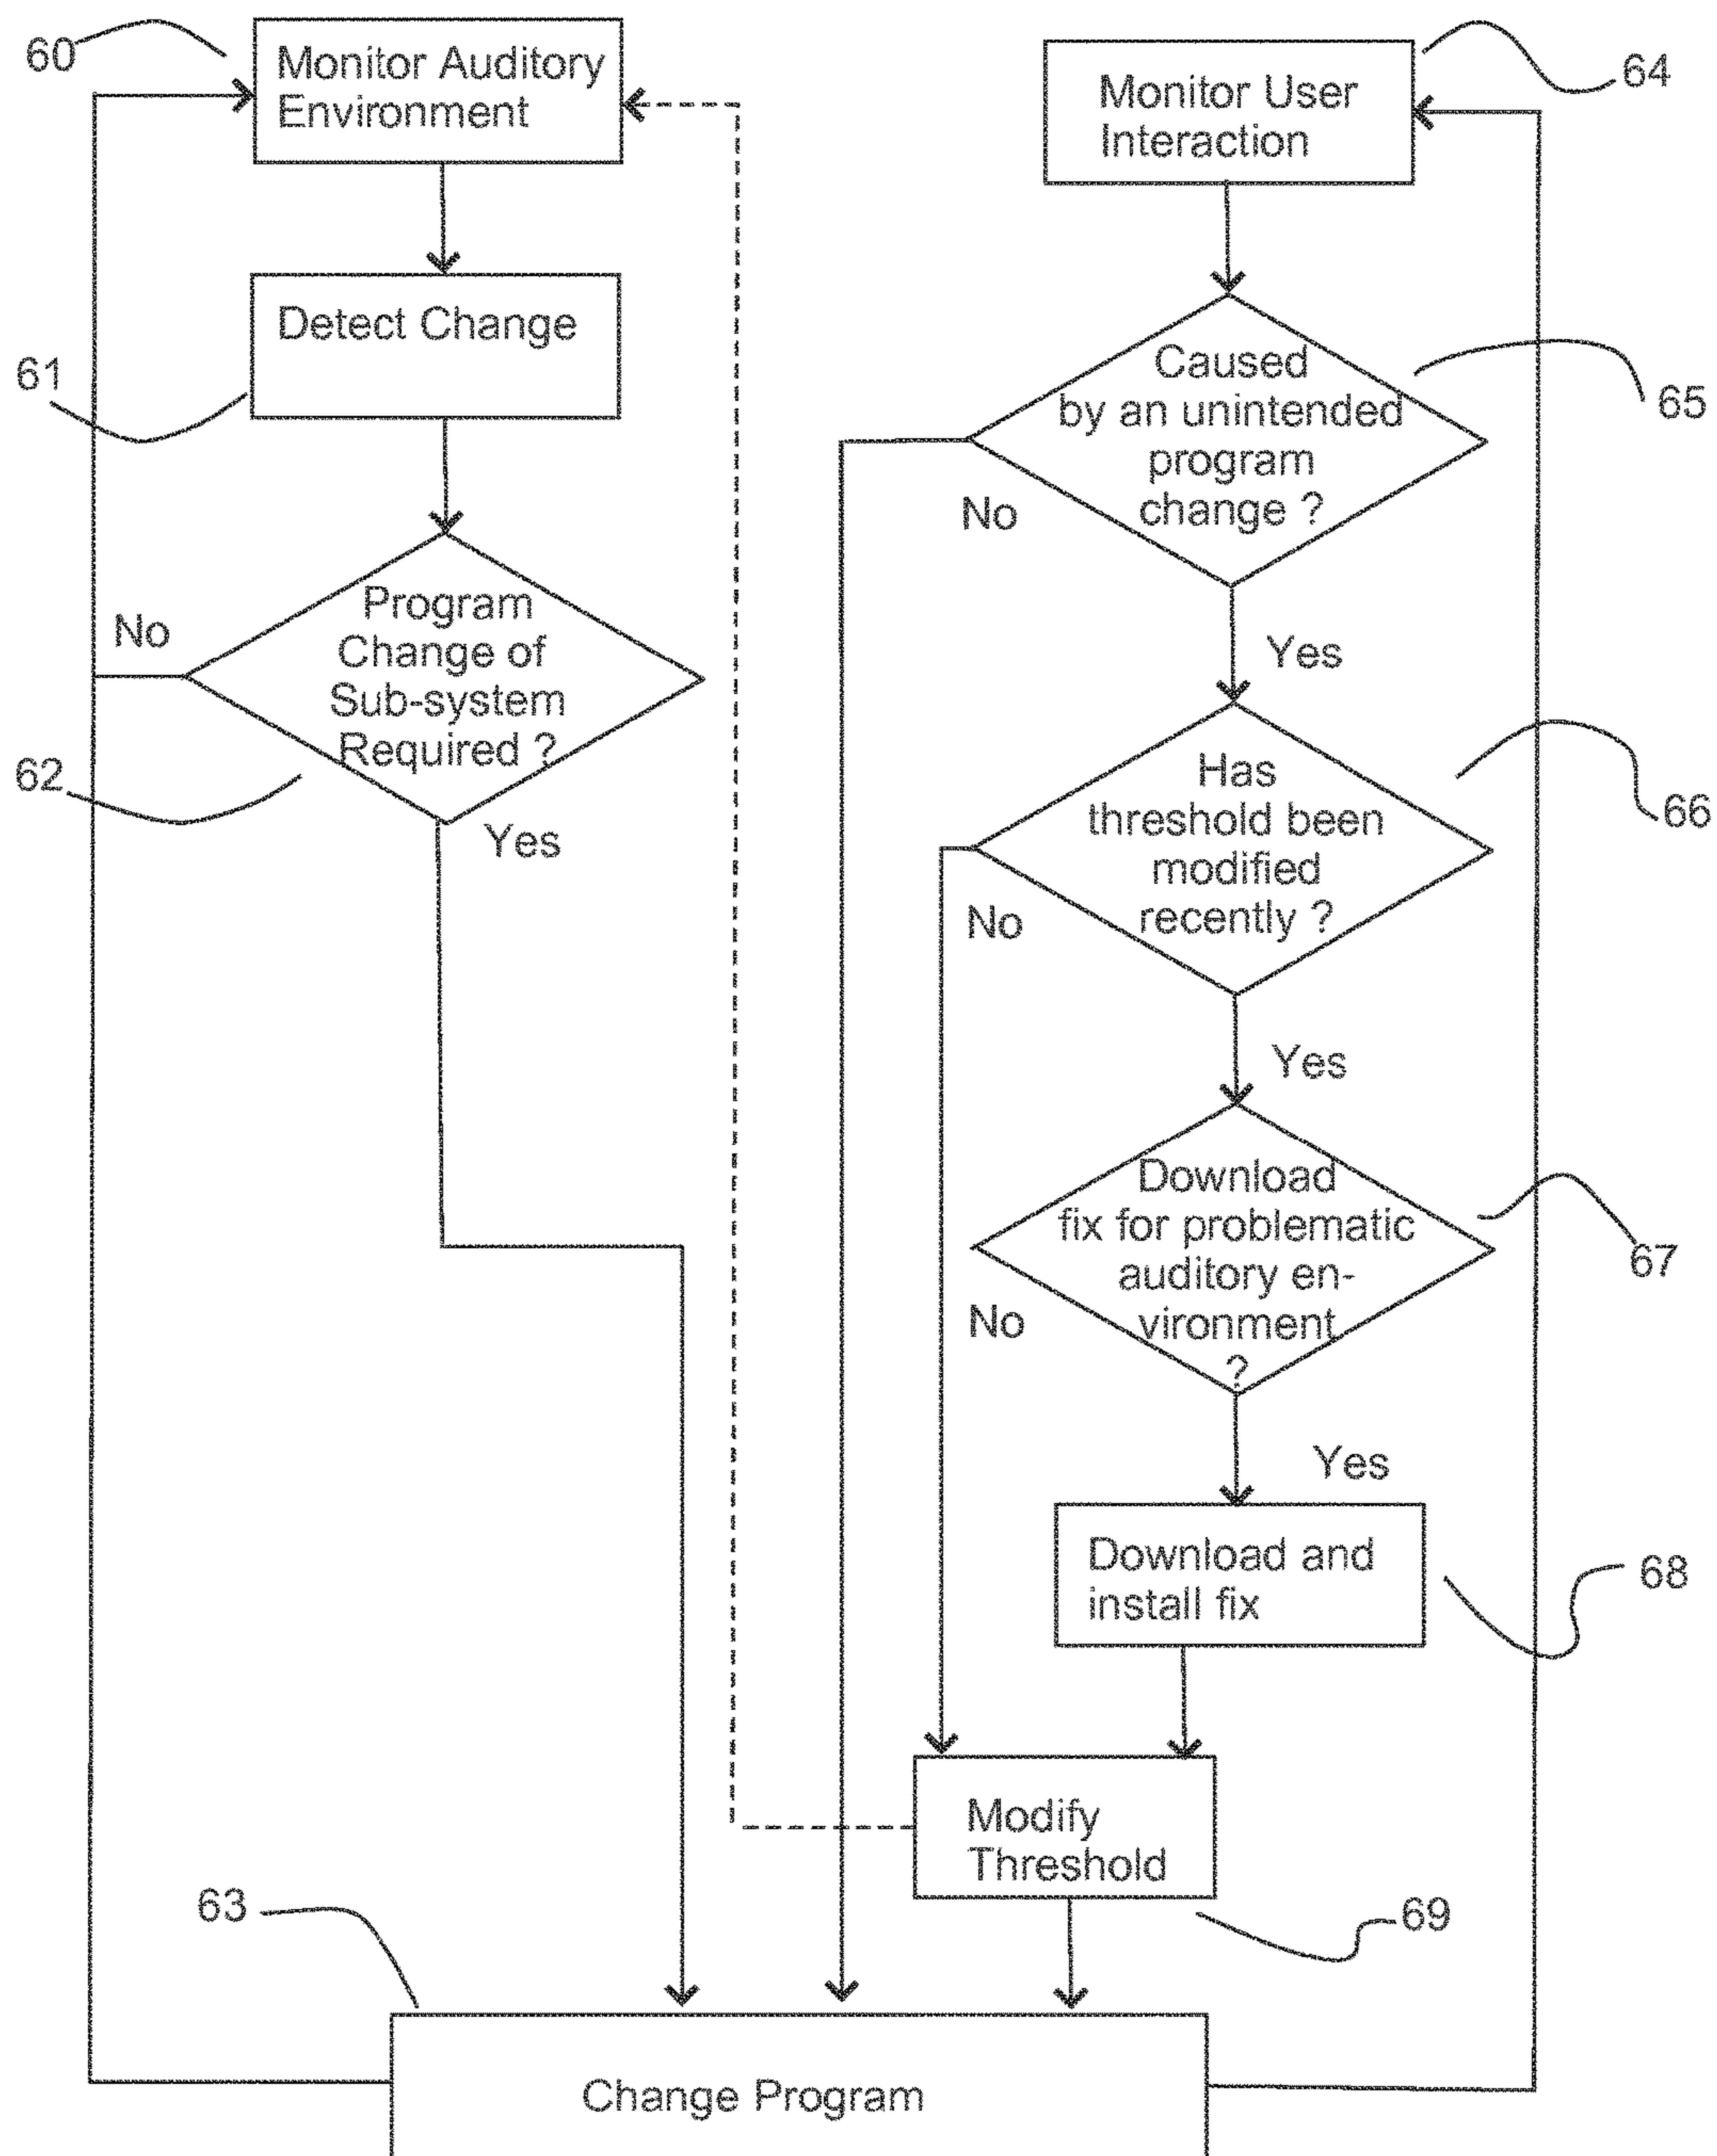 60
Monitor Auditory
Environment
Monitor User
Interaction
64
Detect Change
61
Caused
by an unintended
program
change ?
65
No
Yes
Program
Change of
Sub-system
Required ?
No
62
Yes
Has
threshold been
modified
recently ?
66
No
Yes
Download
fix for problematic
auditory en-
vironment
?
67
No
Yes
Download and
install fix
68
Modify
Threshold
69
63
Change Program